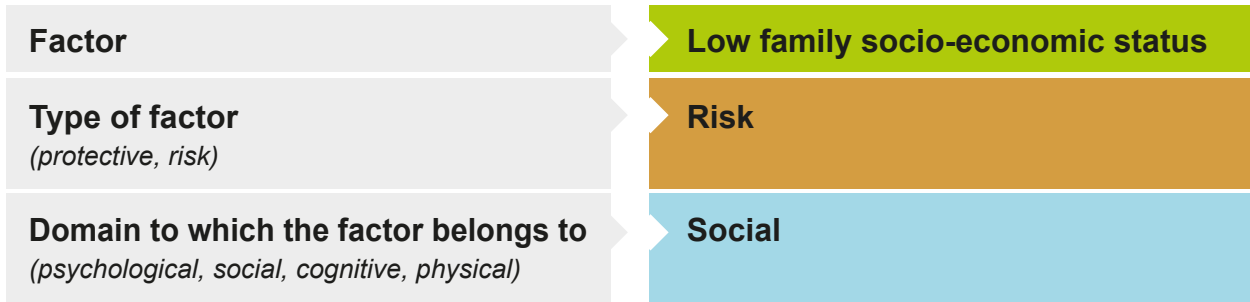 Factor
Low family socio-economic status
Type of factor
(protective, risk)
Risk
Domain to which the factor belongs to
(psychological, social, cognitive, physical)
Social